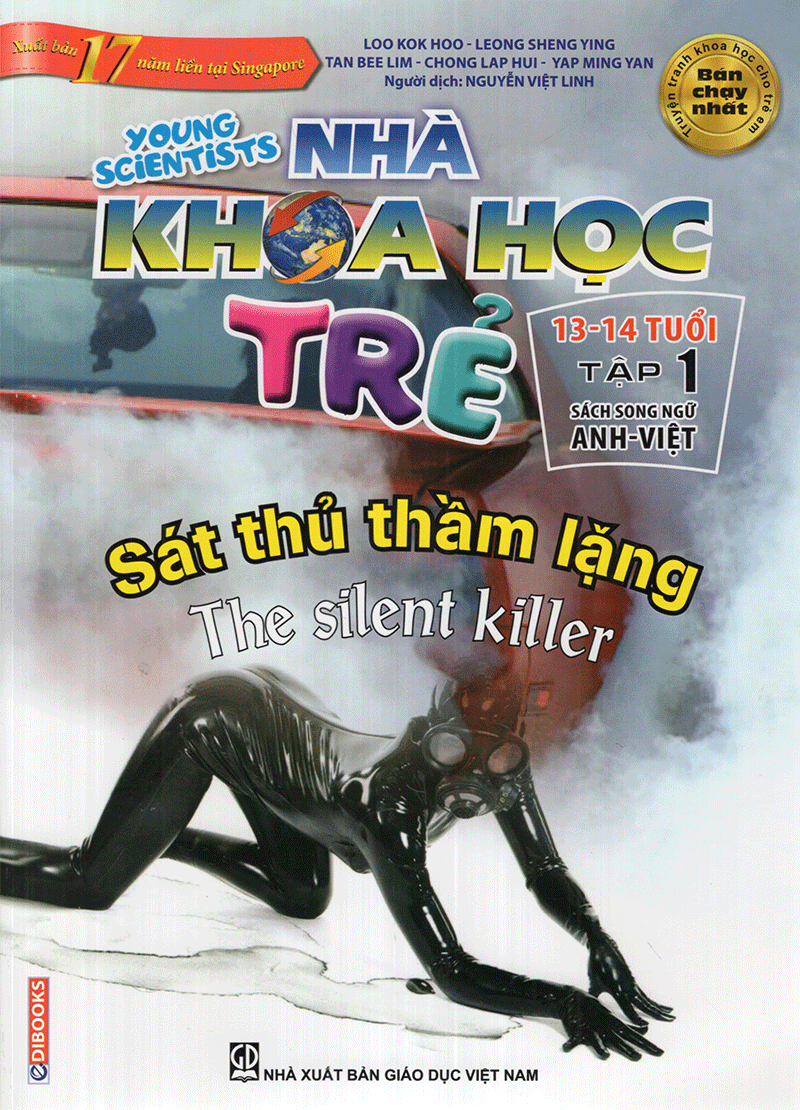 Xuất bản 17 năm liền tại Singapore
LOO KOK HOO - LEONG SHENG YING
TAN BEE LIM - CHONG LAP HUI - YAP MING YAN
Người dịch: NGUYỄN VIỆT LINH
Truyện tranh khoa học cho trẻ em
Bán
chạy
nhất
YOUNG
SCiENTiSTS
NHÀ
KHOA HỌC
TRẺ
13-14 TUỔI
TẬP 1
SÁCH SONG NGỮ
ANH-VIỆT
Sát thủ thầm lặng
The silent killer
eDIBOOKS
GD
NHÀ XUẤT BẢN GIÁO DỤC VIỆT NAM